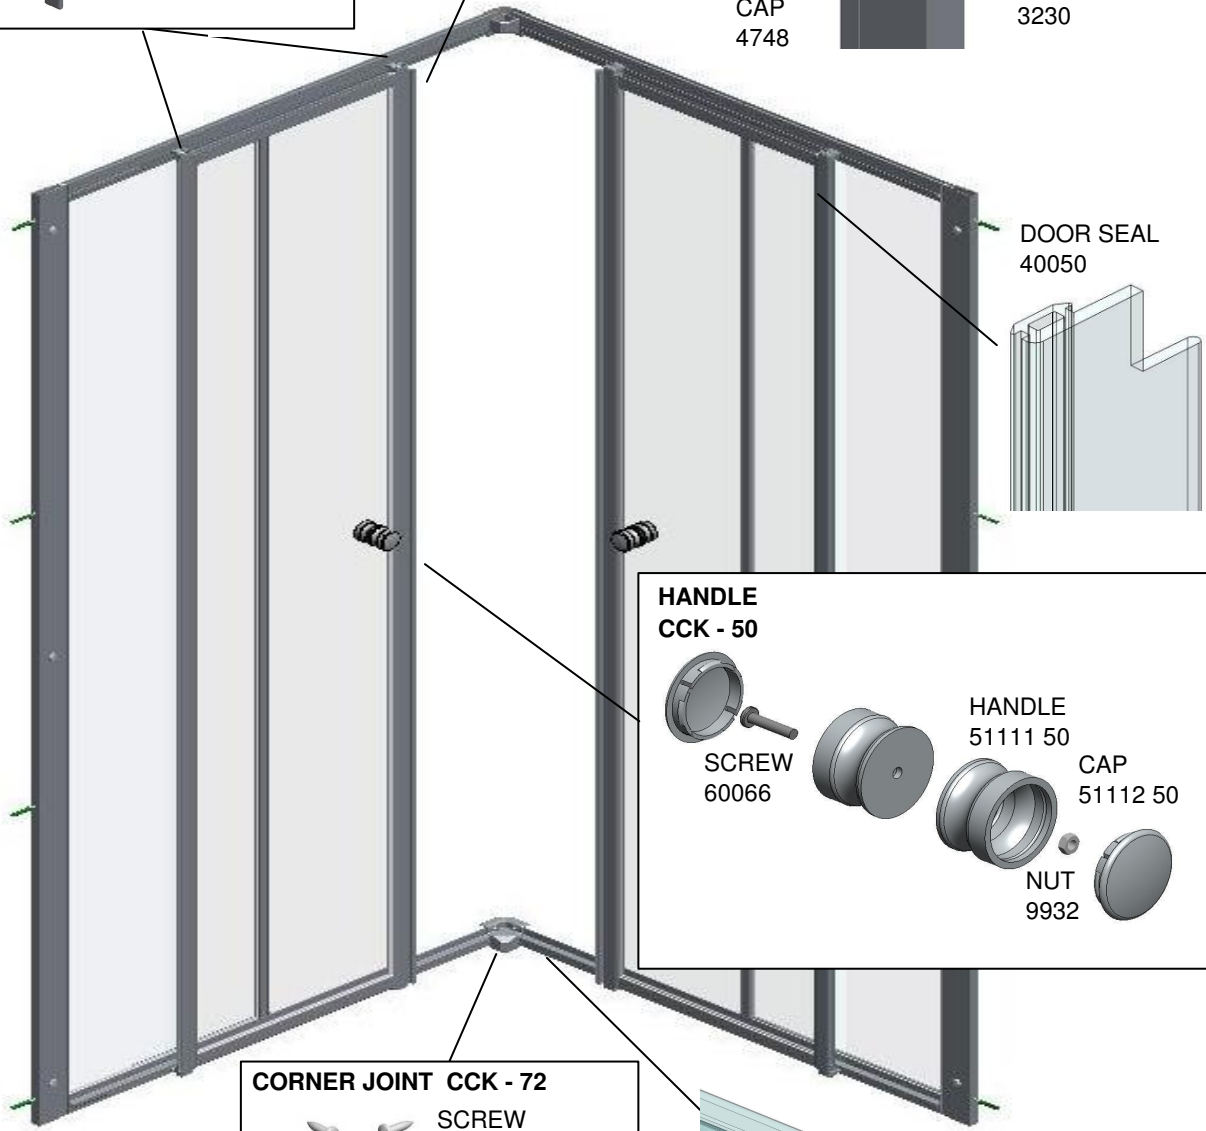 CAP
4748
3230
DOOR SEAL
40050
HANDLE
CCK - 50
SCREW
60066
HANDLE
51111 50
CAP
51112 50
NUT
9932
CORNER JOINT CCK - 72
SCREW